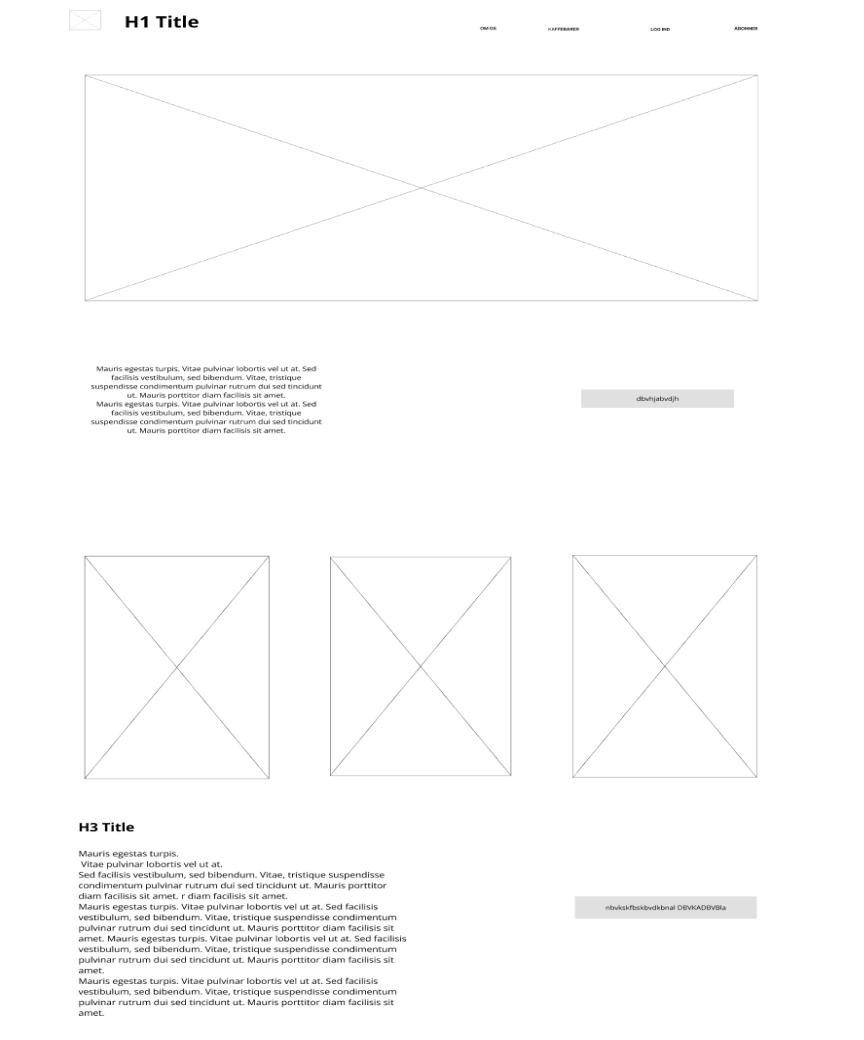 H1 Title
OM OS KAFFEBARER LOG IND ABONNER
Mauris egestas turpis. Vitae pulvinar lobortis vel ut at. Sed
facilisis vestibulum, sed bibendum. Vitae, tristique
suspendisse condimentum pulvinar rutrum dui sed tincidunt
ut. Mauris porttitor diam facilisis sit amet.
Mauris egestas turpis. Vitae pulvinar lobortis vel ut at. Sed
facilisis vestibulum, sed bibendum. Vitae, tristique
suspendisse condimentum pulvinar rutrum dui sed tincidunt
ut. Mauris porttitor diam facilisis sit amet.
dbvhjabvdjh
H3 Title
Mauris egestas turpis.
Vitae pulvinar lobortis vel ut at.
Sed facilisis vestibulum, sed bibendum. Vitae, tristique suspendisse
condimentum pulvinar rutrum dui sed tincidunt ut. Mauris porttitor
diam facilisis sit amet. r diam facilisis sit amet.
Mauris egestas turpis. Vitae pulvinar lobortis vel ut at. Sed facilisis
vestibulum, sed bibendum. Vitae, tristique suspendisse condimentum
pulvinar rutrum dui sed tincidunt ut. Mauris porttitor diam facilisis sit
amet. Mauris egestas turpis. Vitae pulvinar lobortis vel ut at. Sed facilisis
vestibulum, sed bibendum. Vitae, tristique suspendisse condimentum
pulvinar rutrum dui sed tincidunt ut. Mauris porttitor diam facilisis sit
amet.
Mauris egestas turpis. Vitae pulvinar lobortis vel ut at. Sed facilisis
vestibulum, sed bibendum. Vitae, tristique suspendisse condimentum
pulvinar rutrum dui sed tincidunt ut. Mauris porttitor diam facilisis sit
amet.
nbvkskfbskbvdkbnal DBVKADBVBla